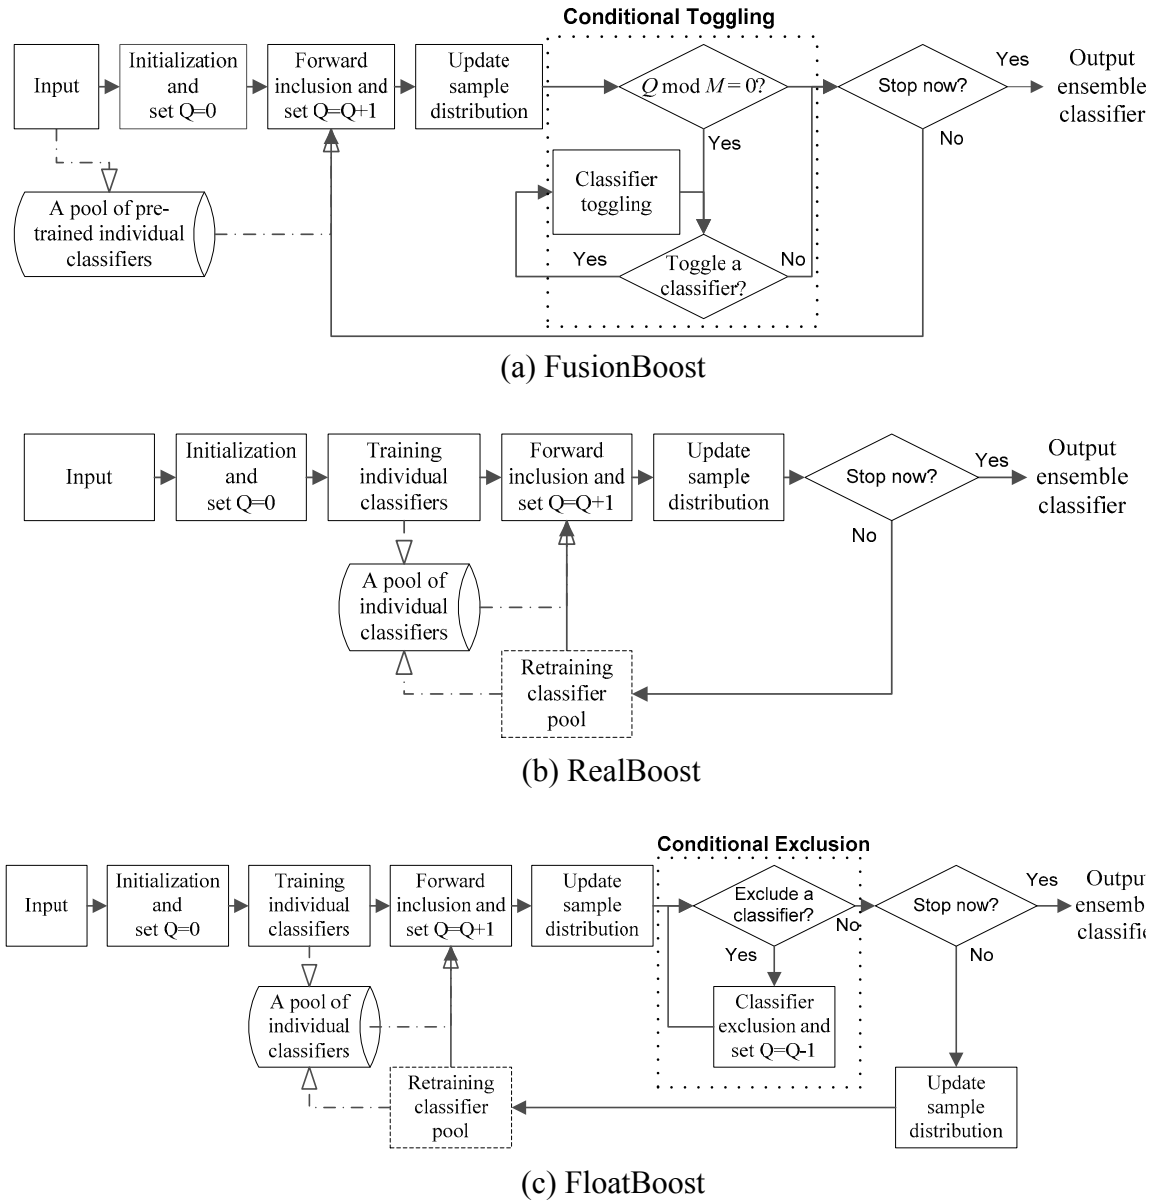 Conditional Toggling
Input
Initialization
and
set Q=0
Forward
inclusion and
set Q=Q+1
Update
sample
distribution
Q mod M = 0?
Stop now?
Yes
Output
ensemble
classifier
No
Yes
Classifier
toggling
A pool of pre-
trained individual
classifiers
Yes
Toggle a
classifier?
No
(a) FusionBoost
Input
Initialization
and
set Q=0
Training
individual
classifiers
Forward
inclusion and
set Q=Q+1
Update
sample
distribution
Stop now?
Yes
Output
ensemble
classifier
No
A pool of
individual
classifiers
Retraining
classifier
pool
(b) RealBoost
Conditional Exclusion
Input
Initialization
and
set Q=0
Training
individual
classifiers
Forward
inclusion and
set Q=Q+1
Update
sample
distribution
Exclude a
classifier?
No
Stop now?
Yes
Outpu
ensemb
classifi
Yes
No
A pool of
individual
classifiers
Classifier
exclusion and
set Q=Q-1
Retraining
classifier
pool
Update
sample
distribution
(c) FloatBoost